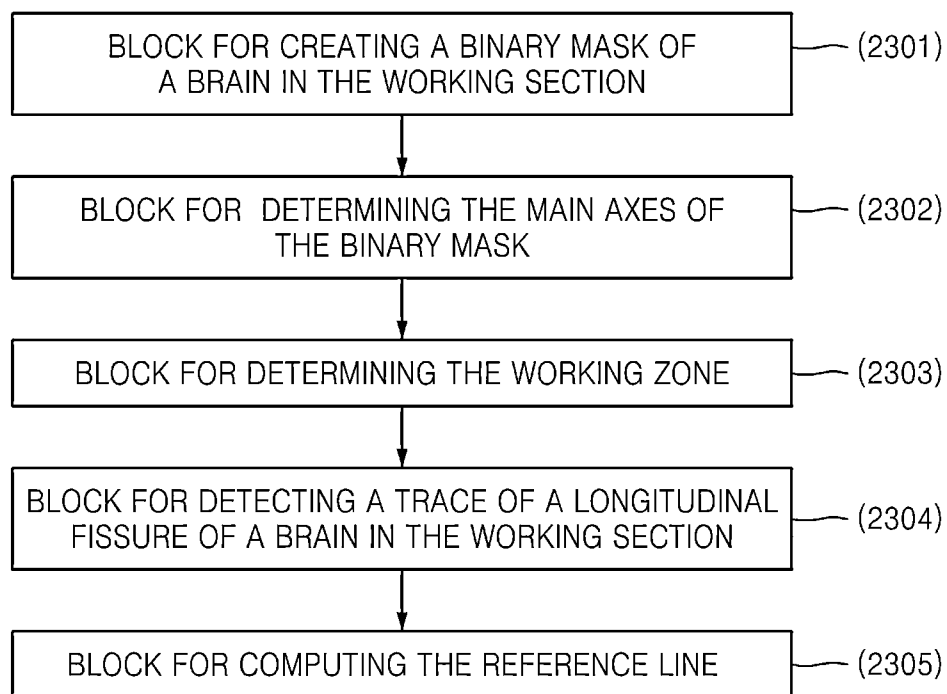 BLOCK FOR CREATING A BINARY MASK OF
A BRAIN IN THE WORKING SECTION
(2301)
BLOCK FOR DETERMINING THE MAIN AXES OF
THE BINARY MASK
(2302)
BLOCK FOR DETERMINING THE WORKING ZONE
(2303)
BLOCK FOR DETECTING A TRACE OF A LONGITUDINAL
FISSURE OF A BRAIN IN THE WORKING SECTION
(2304)
BLOCK FOR COMPUTING THE REFERENCE LINE
(2305)